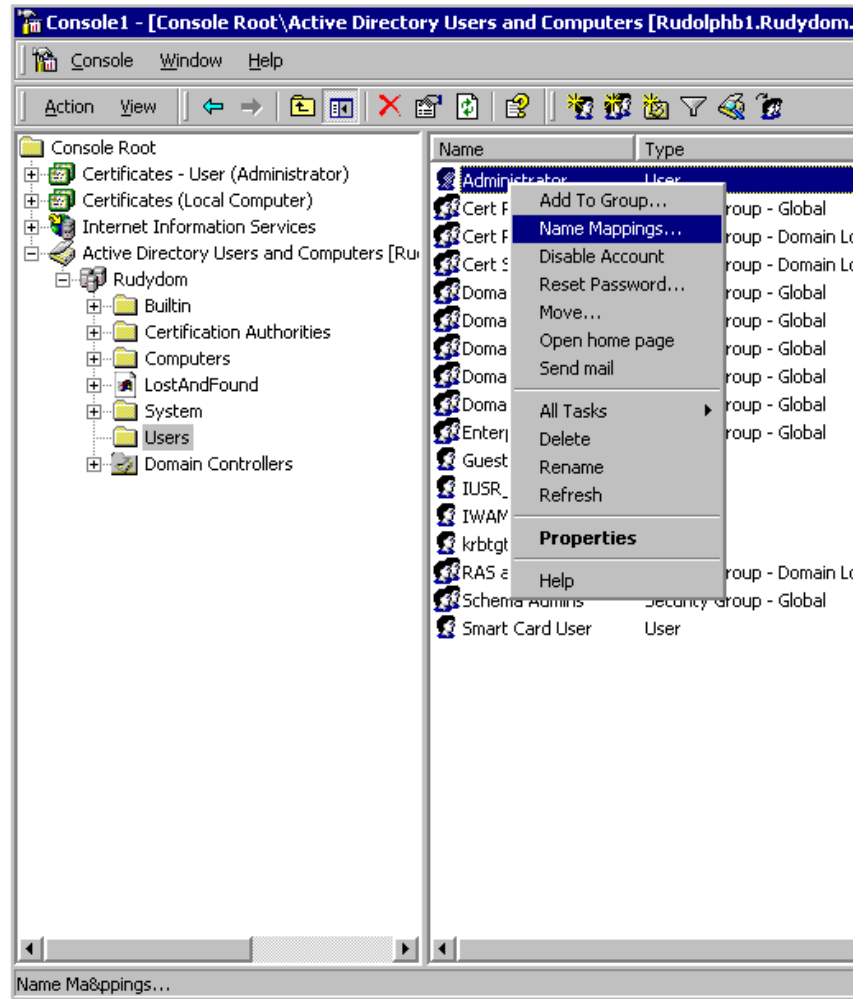 Console1 - [Console Root\Active Directory Users and Computers [Rudolphb1.Rudydom.
Console Window Help
Action View
Console Root
Certificates - User (Administrator)
Certificates (Local Computer)
Internet Information Services
Active Directory Users and Computers [Ru
Rudydom
Builtin
Certification Authorities
Computers
LostAndFound
System
Users
Domain Controllers
Name Type
Administrator User
Cert roup - Global
Cert roup - Domain Lo
Cert roup - Domain Lo
Doma roup - Global
Doma roup - Global
Doma roup - Global
Doma roup - Global
Doma roup - Global
Enter roup - Global
Guest
IUSR_
IWAM
krbtgt
RAS a roup - Domain Lo
Schema Admins Security Group - Global
Smart Card User User
Add To Group...
Name Mappings...
Disable Account
Reset Password...
Move...
Open home page
Send mail
All Tasks
Delete
Rename
Refresh
Properties
Help
Name Ma&ppings...